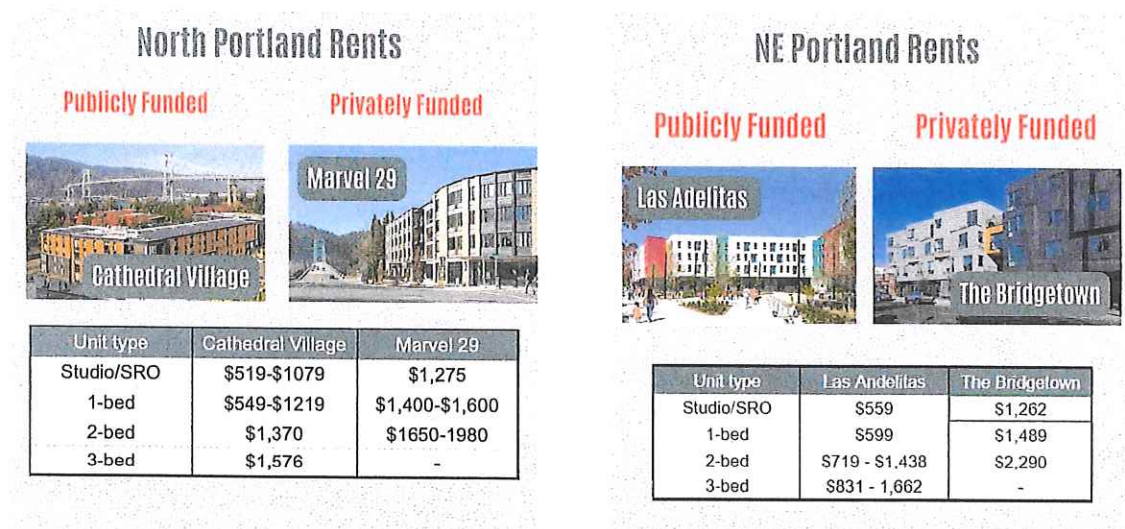 North Portland Rents
Publicly Funded Privately Funded
Cathedral Village
Marvel 29
Unit type Cathedral Village Marvel 29
Studio/SRO $519-$1079 $1,275
1-bed $549-$1219 $1,400-$1,600
2-bed $1,370 $1650-1980
3-bed $1,576 -
NE Portland Rents
Publicly Funded Privately Funded
Las Adelitas
The Bridgetown
Unit type Las Andelitas The Bridgetown
Studio/SRO $559 $1,262
1-bed $599 $1,489
2-bed $719 - $1,438 $2,290
3-bed $831 - 1,662 -